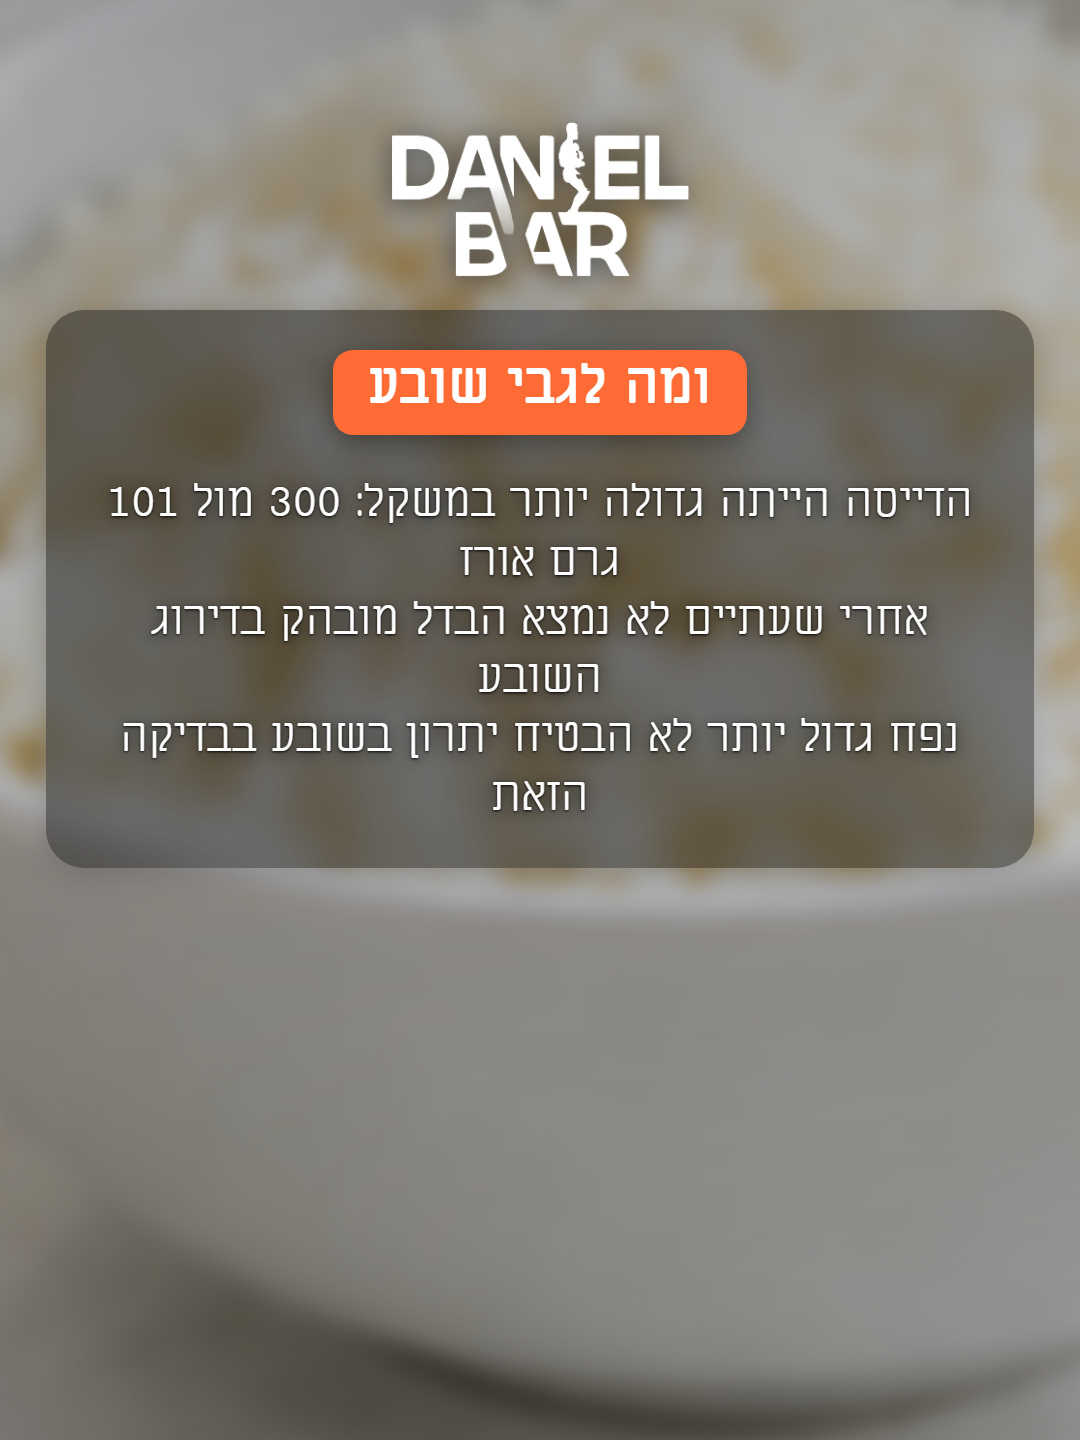 DANIEL
BAR
ומה לגבי שובע
הדייסה הייתה גדולה יותר במשקל: 300 מול 101
גרם אורז
אחרי שעתיים לא נמצא הבדל מובהק בדירוג
השובע
נפח גדול יותר לא הבטיח יתרון בשובע בבדיקה
הזאת